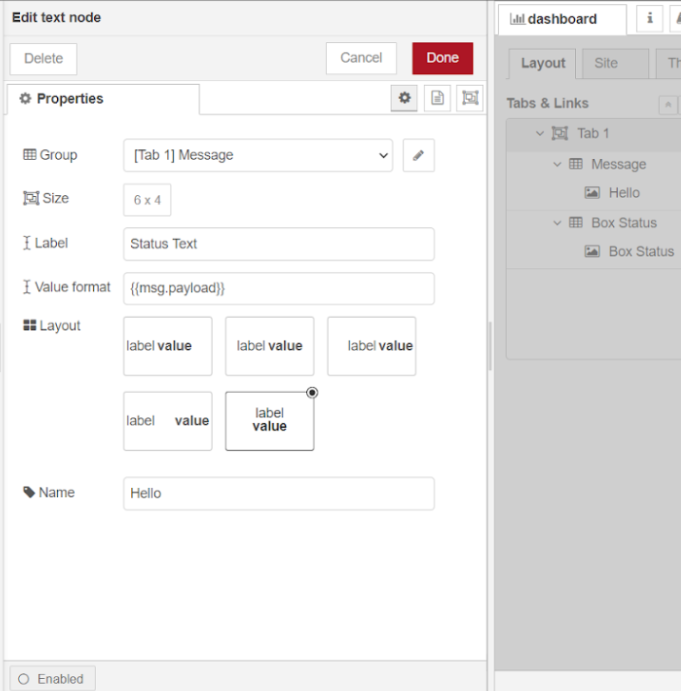 Edit text node
Delete
Cancel
Done
Properties
Group
[Tab 1] Message
Size
6 x 4
Label
Status Text
Value format
{{msg.payload}}
Layout
label value
label value
label value
label value
label
value
Name
Hello
Enabled
dashboard
i
Layout
Site
Tabs & Links
Tab 1
Message
Hello
Box Status
Box Status